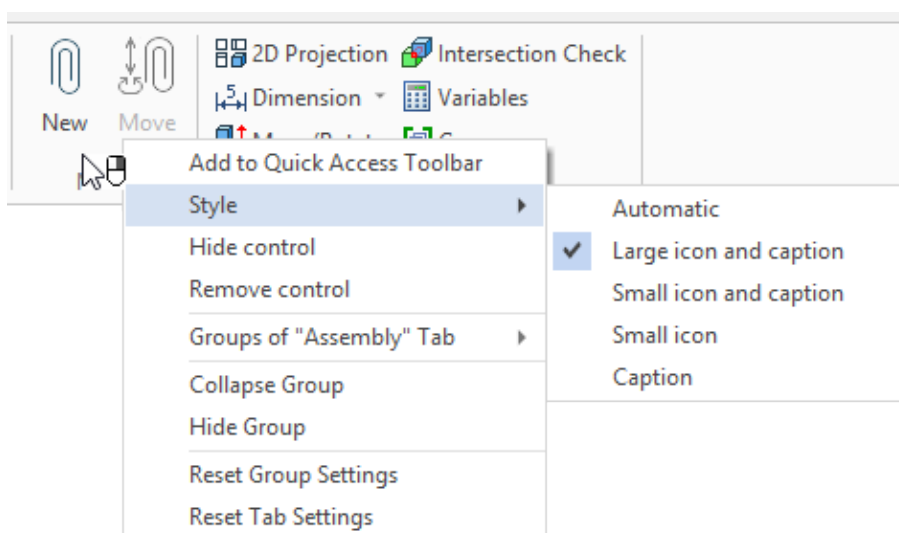 2D Projection Intersection Check
Dimension Variables
New Move
Add to Quick Access Toolbar
Style
Hide control
Remove control
Groups of "Assembly" Tab
Collapse Group
Hide Group
Reset Group Settings
Reset Tab Settings
Automatic
Large icon and caption
Small icon and caption
Small icon
Caption